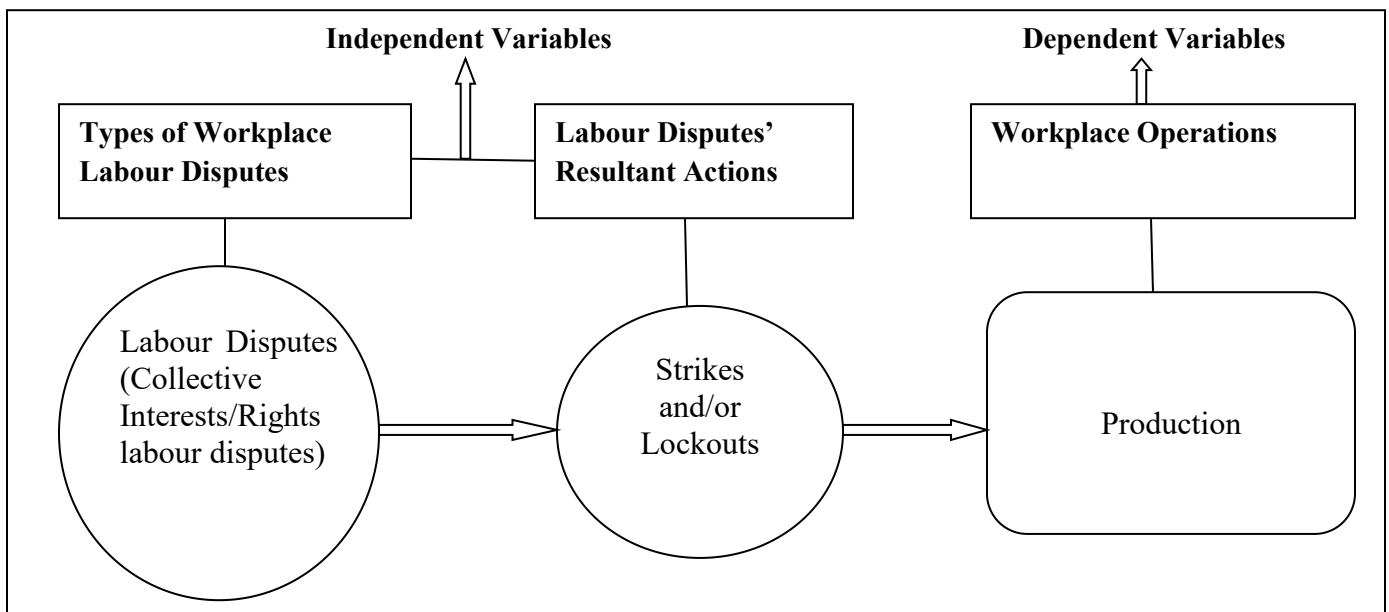 Independent Variables
Dependent Variables
Types of Workplace
Labour Disputes
Labour Disputes’
Resultant Actions
Workplace Operations
Labour Disputes
(Collective
Interests/Rights
labour disputes)
Strikes
and/or
Lockouts
Production